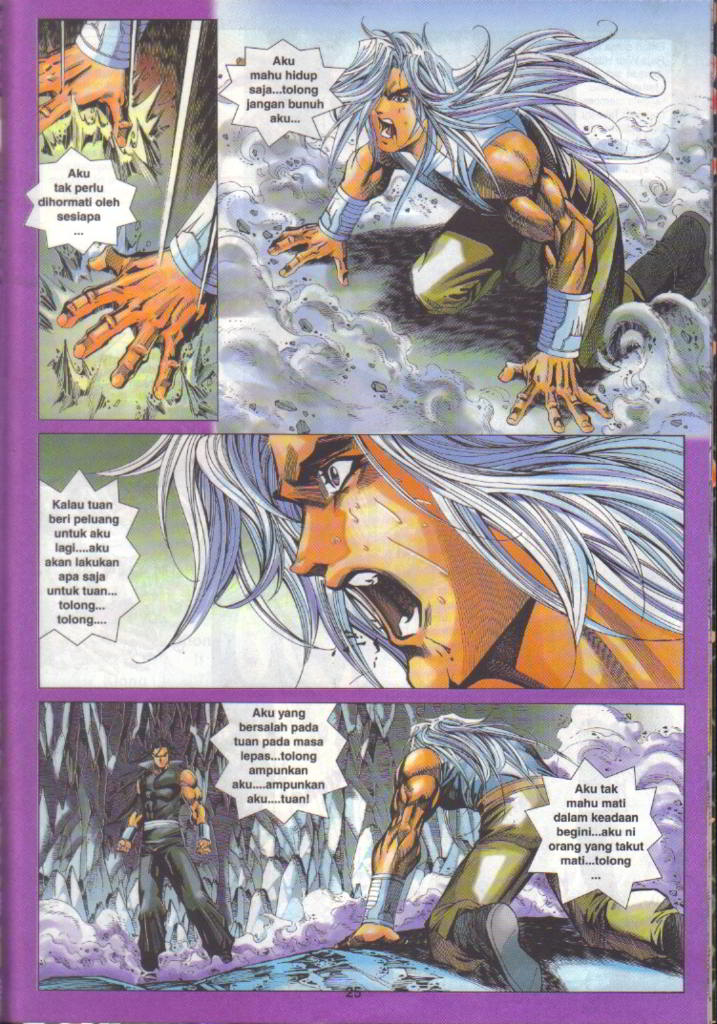 Aku
tak perlu
dihormati oleh
sesiapa
...
Aku
mahu hidup
saja...tolong
jangan bunuh
aku...
Kalau tuan
beri peluang
untuk aku
lagi....aku
akan lakukan
apa saja
untuk tuan...
tolong...
tolong....
Aku yang
bersalah pada
tuan pada masa
lepas...tolong
ampunkan
aku....ampunkan
aku....tuan!
Aku tak
mahu mati
dalam keadaan
begini...aku ni
orang yang takut
mati...tolong
...
25